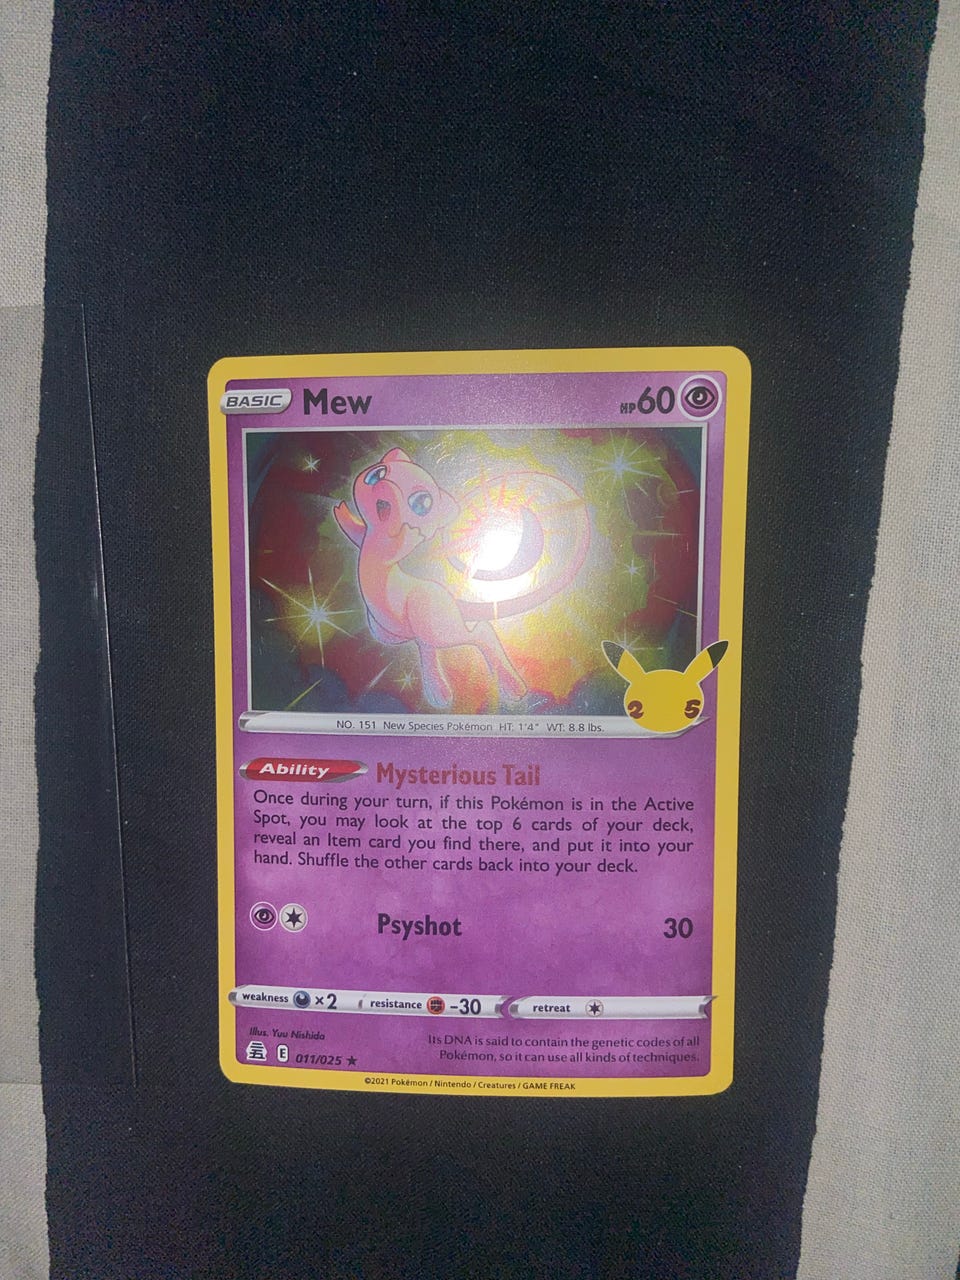 BASIC Mew HP60
25
NO. 151 New Species Pokémon HT: 1'4" WT: 8.8 lbs.
Ability Mysterious Tail
Once during your turn, if this Pokémon is in the Active
Spot, you may look at the top 6 cards of your deck,
reveal an Item card you find there, and put it into your
hand. Shuffle the other cards back into your deck.
Psyshot 30
weakness ×2 resistance -30 retreat
Illus. Yuu Nishida
Its DNA is said to contain the genetic codes of all
E 011/025
Pokémon, so it can use all kinds of techniques.
©2021 Pokémon / Nintendo / Creatures / GAME FREAK